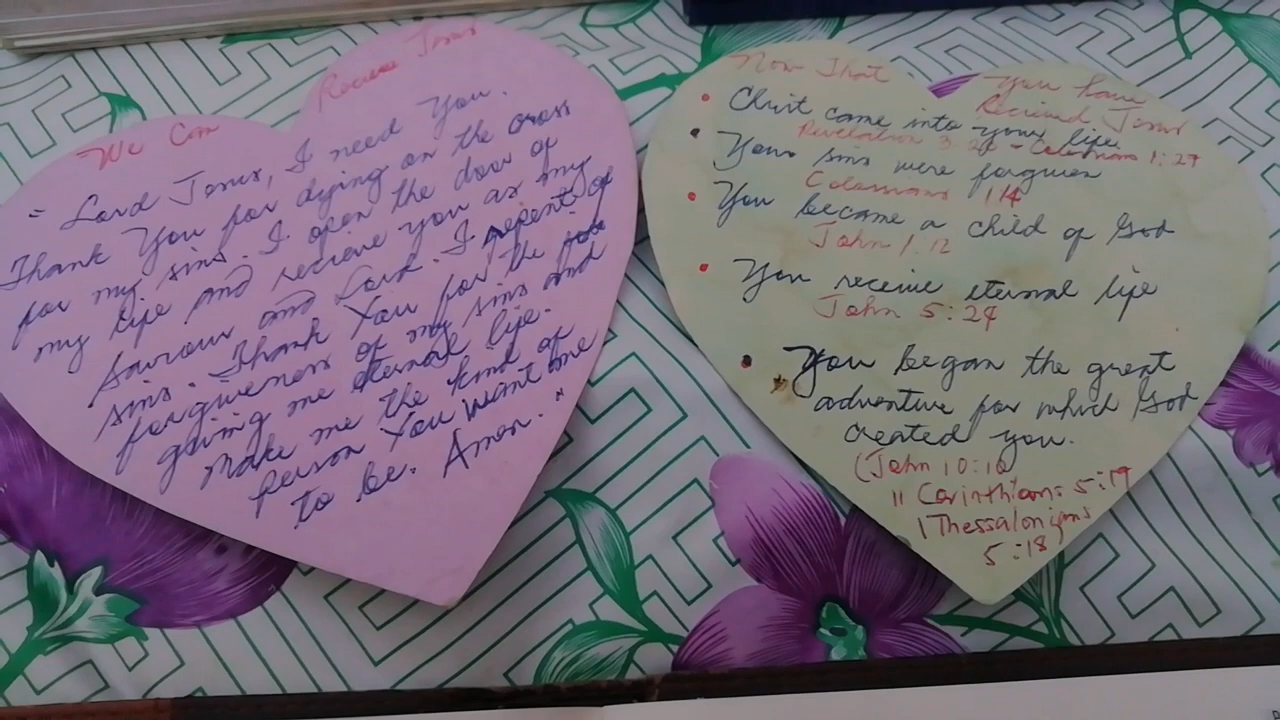 We Can Recieve Jesus
"Lord Jesus, I need You.
Thank You for dying on the cross
for my sins. I open the door of
my life and recieve you as my
Saviour and Lord. I repent of
sins. Thank You for the
forgiveness of my sins and
giving me eternal life.
Make me the kind of
person You want me
to be. Amen."
Now That You have
Recieved Jesus
• Christ came into your life
Revelation 3:20 - Colossians 1:27
• Your sins were forgiven
Colossians 1:14
• You became a child of God
John 1:12
• You receive eternal life
John 5:24
• You began the great
adventure for which God
created you.
(John 10:10
11 Corinthians 5:17
1 Thessalonians
5:18)